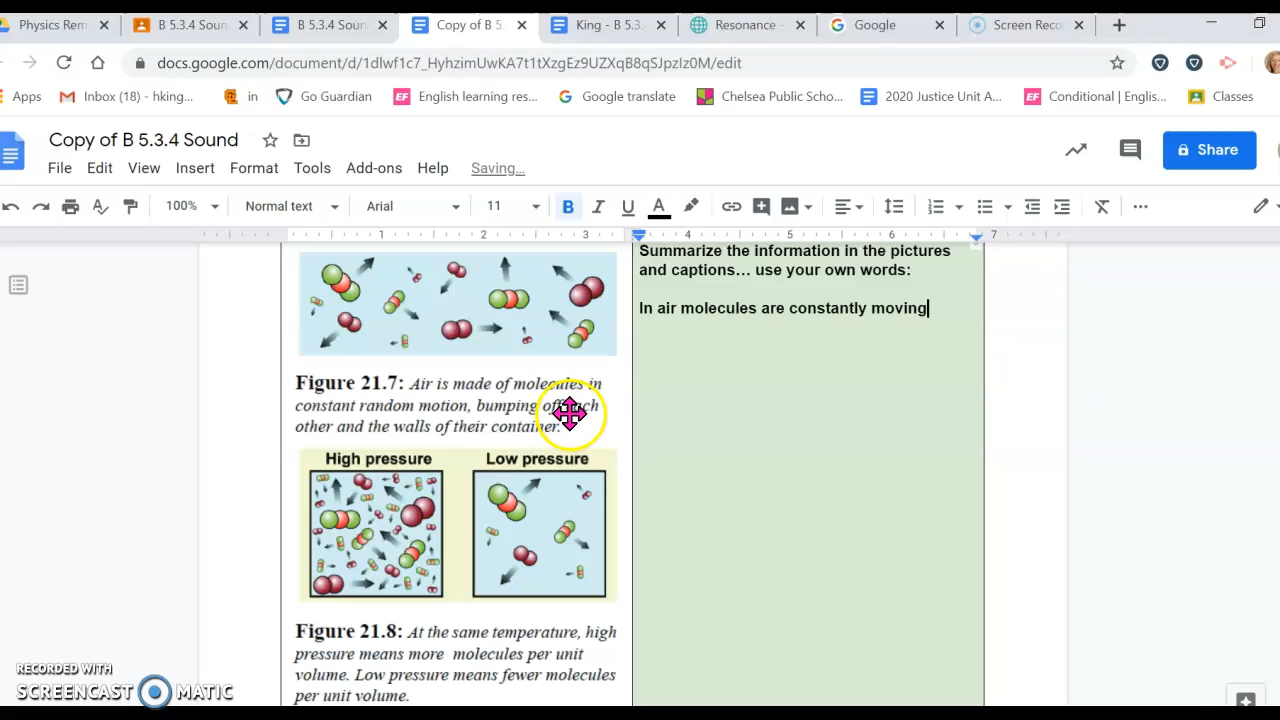 Physics Rem
B 5.3.4 Soun
B 5.3.4 Soun
Copy of B 5.
King - B 5.3.
Resonance -
Google
Screen Reco
docs.google.com/document/d/1dlwf1c7_HyhzimUwKA7t1tXzgEz9UZXqB8qSJpzIz0M/edit
Apps
Inbox (18) - hking...
in
Go Guardian
English learning res...
Google translate
Chelsea Public Scho...
2020 Justice Unit A...
Conditional | Englis...
Classes
Copy of B 5.3.4 Sound
File Edit View Insert Format Tools Add-ons Help Saving...
Share
100% Normal text Arial 11
1 2 3 4 5 6 7
Summarize the information in the pictures
and captions... use your own words:
In air molecules are constantly moving
Figure 21.7: Air is made of molecules in
constant random motion, bumping off each
other and the walls of their container.
High pressure Low pressure
Figure 21.8: At the same temperature, high
pressure means more molecules per unit
volume. Low pressure means fewer molecules
per unit volume.
RECORDED WITH
SCREENCAST MATIC